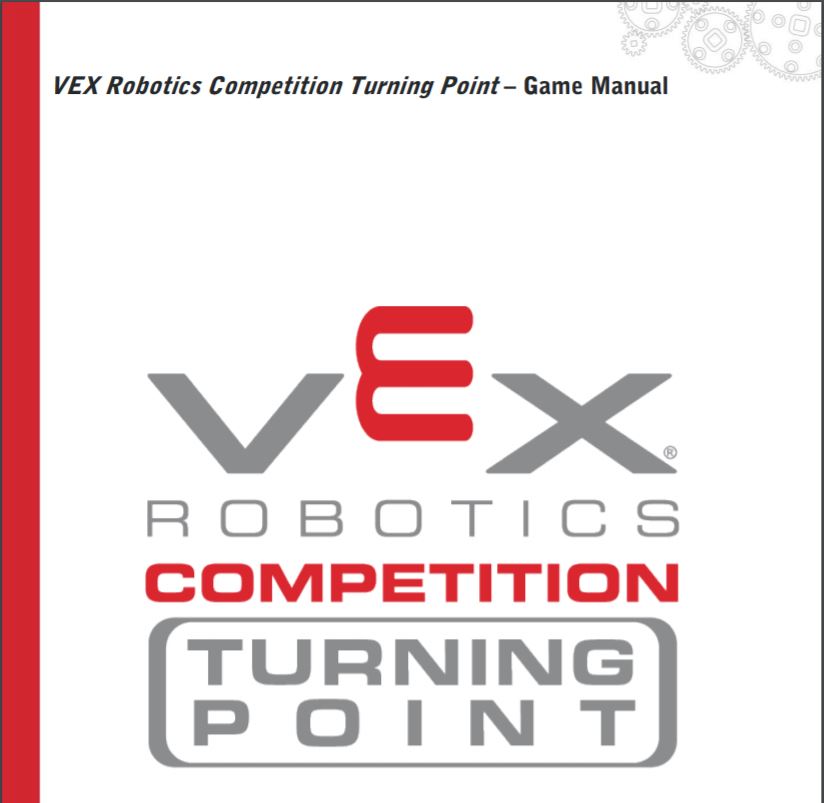 VEX Robotics Competition Turning Point – Game Manual
VEX®
ROBOTICS
COMPETITION
TURNING
POINT